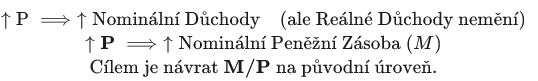 ↑ P ⟹ ↑ Nominální Důchody (ale Reálné Důchody nemění)
↑ P ⟹ ↑ Nominální Peněžní Zásoba (M)
Cílem je návrat M/P na původní úroveň.